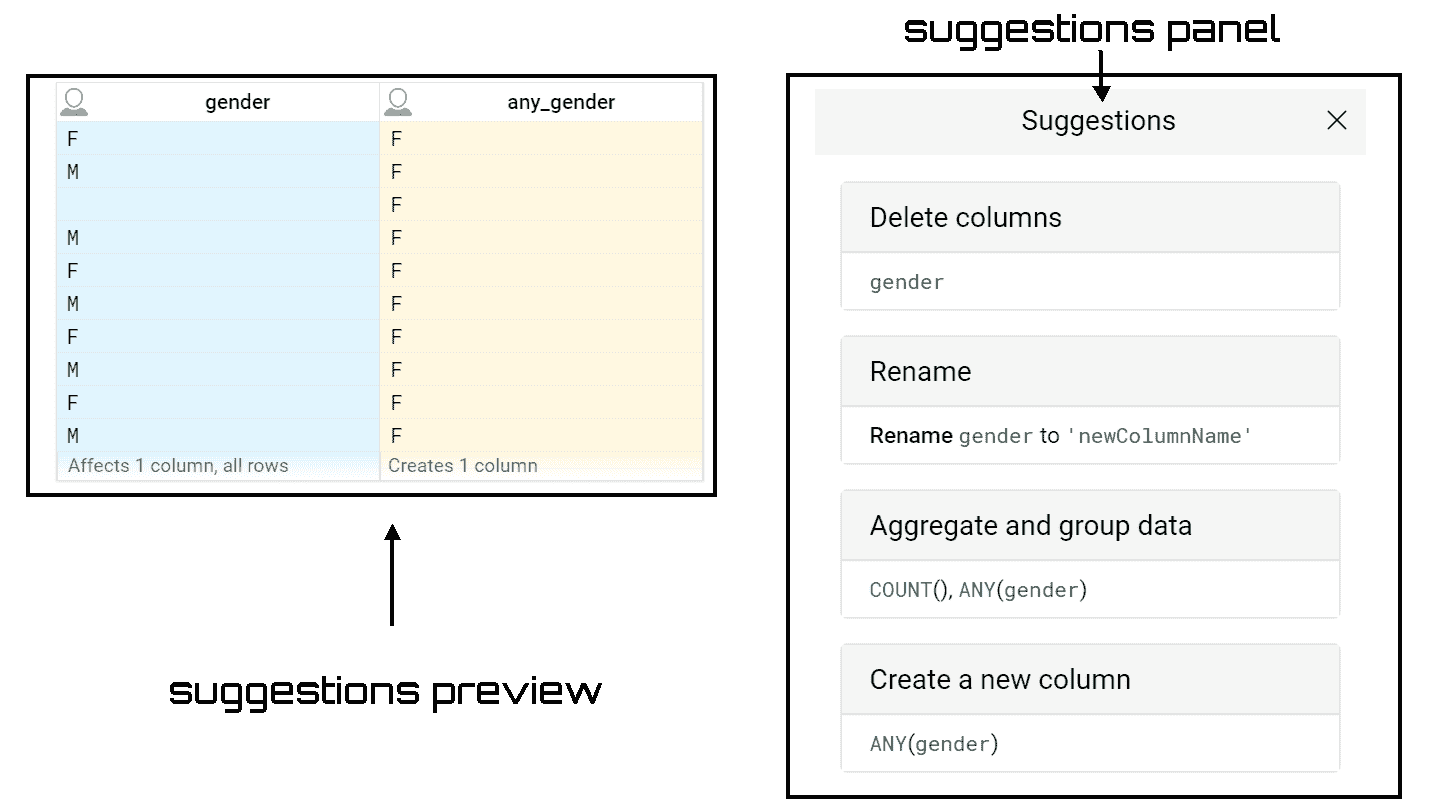 suggestions panel
gender any_gender
F F
M F
F
M F
F F
M F
F F
M F
F F
M F
Affects 1 column, all rows Creates 1 column
suggestions preview
Suggestions
Delete columns
gender
Rename
Rename gender to 'newColumnName'
Aggregate and group data
COUNT(), ANY(gender)
Create a new column
ANY(gender)